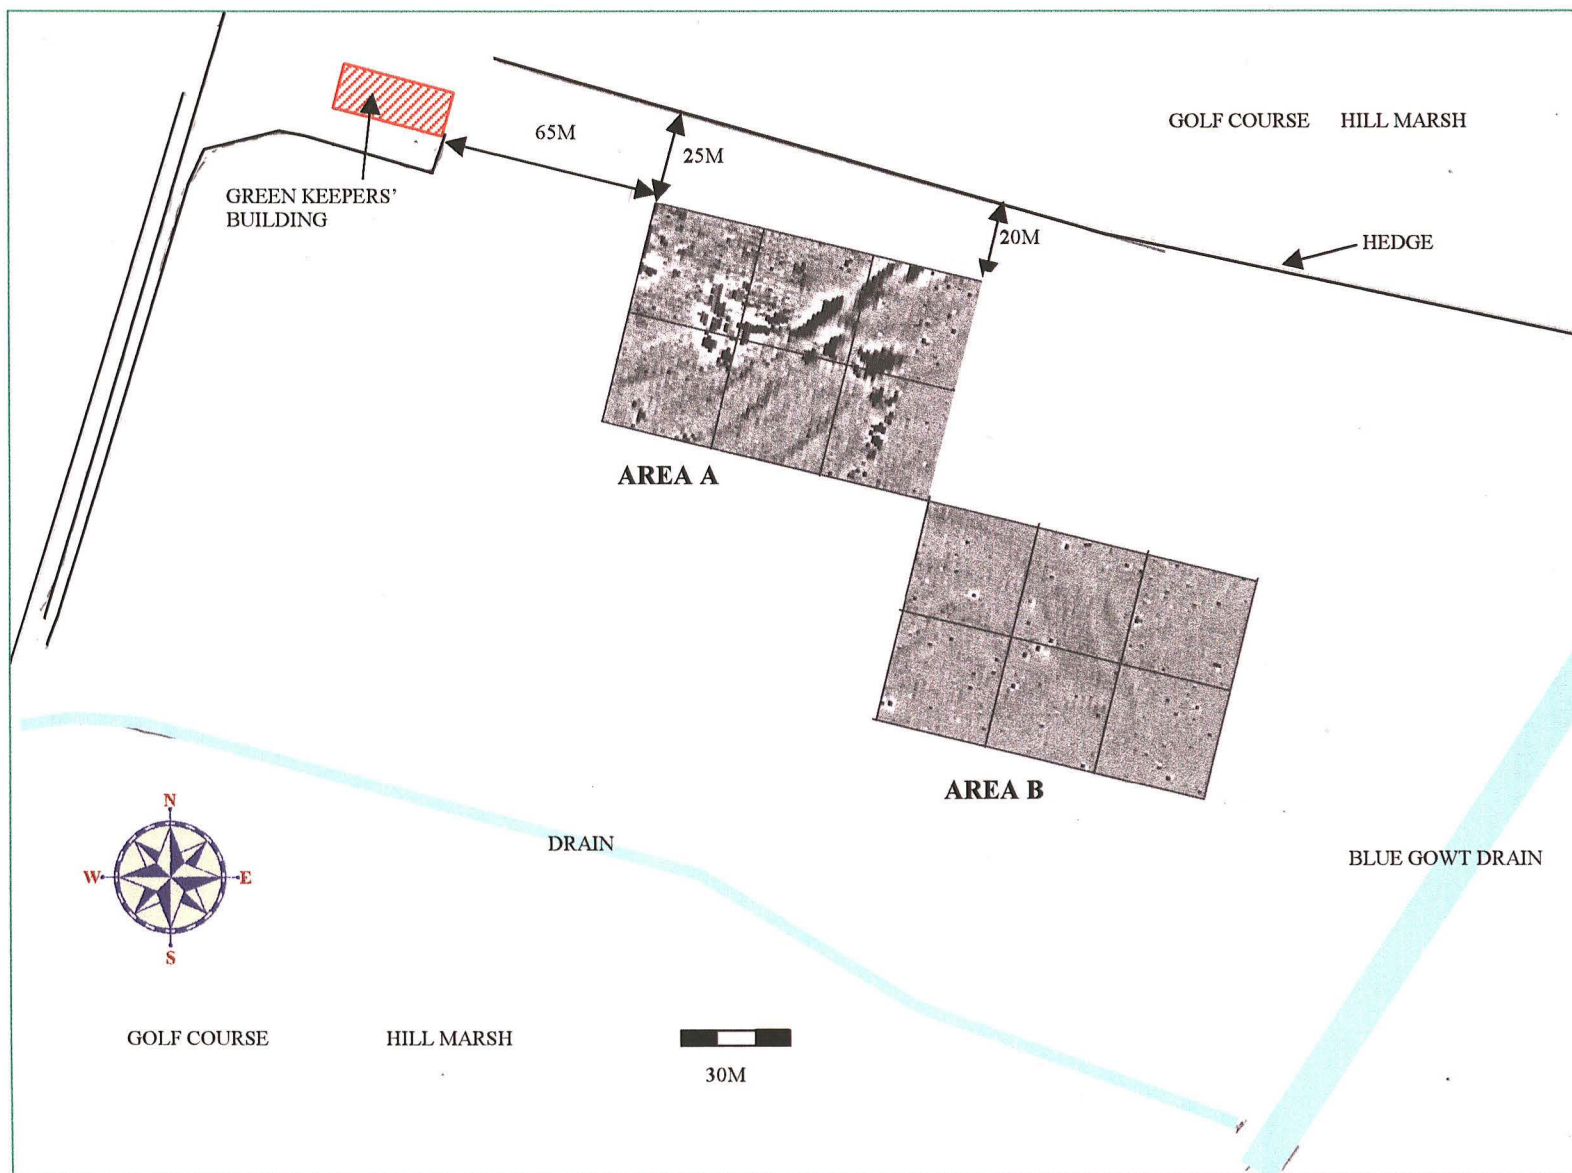 GOLF COURSE HILL MARSH
65M
25M
GREEN KEEPERS'
BUILDING
20M
HEDGE
AREA A
AREA B
N
W
E
S
DRAIN
BLUE GOWT DRAIN
GOLF COURSE HILL MARSH
30M